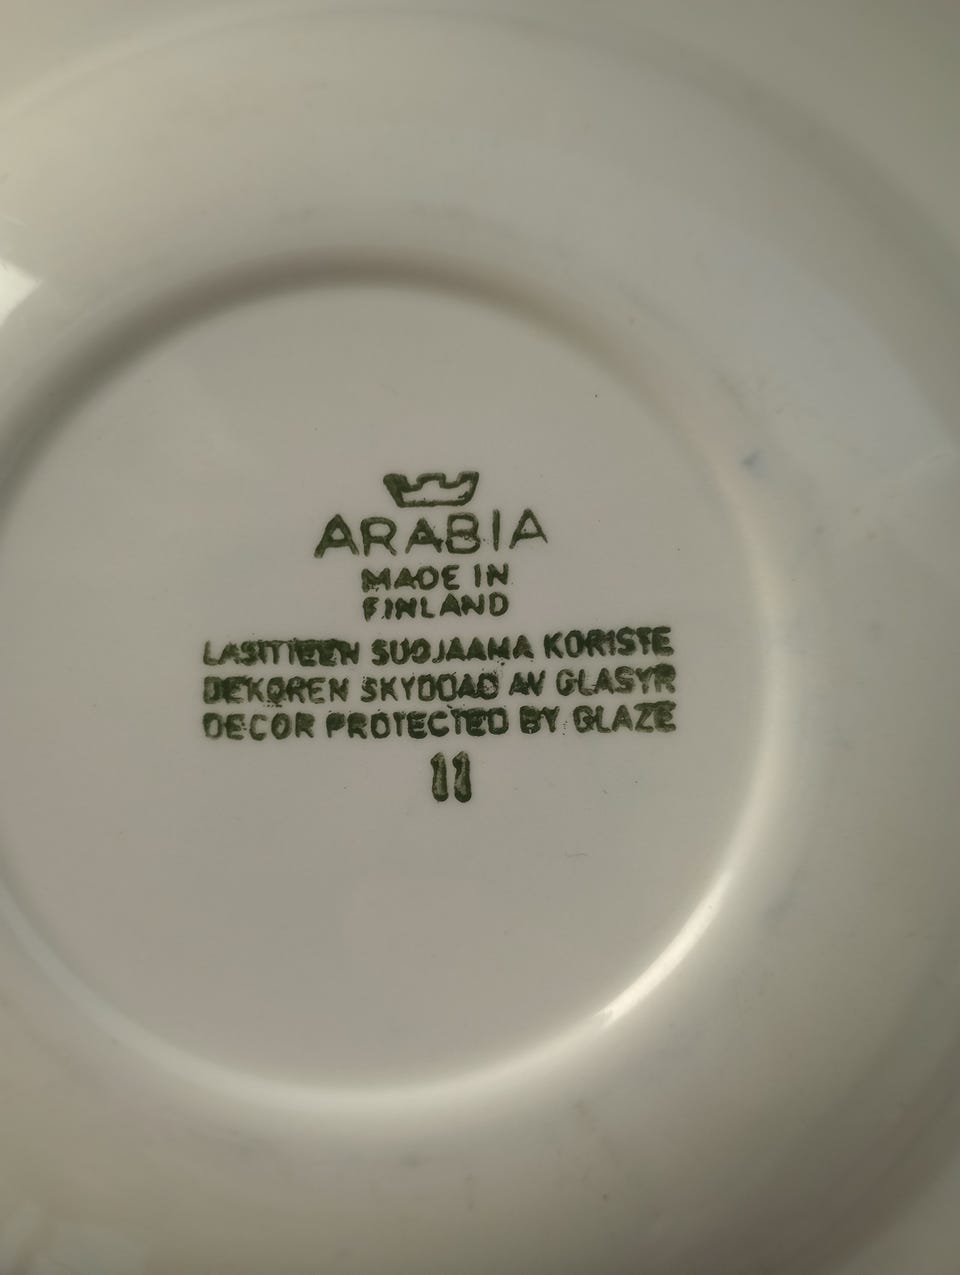 ARABIA
MADE IN
FINLAND
LASITTEEN SUOJAAMA KORISTE
DEKOREN SKYDDAD AV GLASYR
DECOR PROTECTED BY GLAZE
11